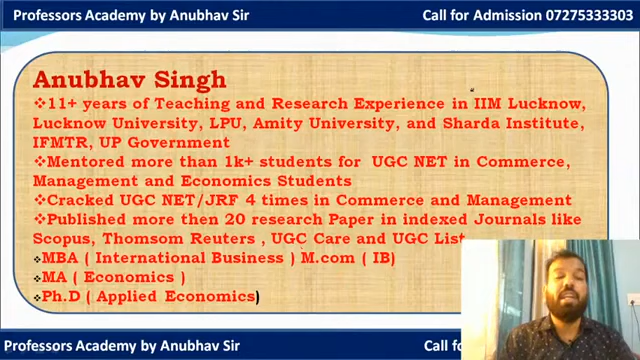 Professors Academy by Anubhav Sir Call for Admission 07275333303
Anubhav Singh
❖11+ years of Teaching and Research Experience in IIM Lucknow,
Lucknow University, LPU, Amity University, and Sharda Institute,
IFMTR, UP Government
❖Mentored more than 1k+ students for UGC NET in Commerce,
Management and Economics Students
❖Cracked UGC NET/JRF 4 times in Commerce and Management
❖Published more then 20 research Paper in indexed Journals like
Scopus, Thomsom Reuters , UGC Care and UGC List
❖MBA ( International Business ) M.com ( IB)
❖MA ( Economics )
❖Ph.D ( Applied Economics)
Professors Academy by Anubhav Sir Call for